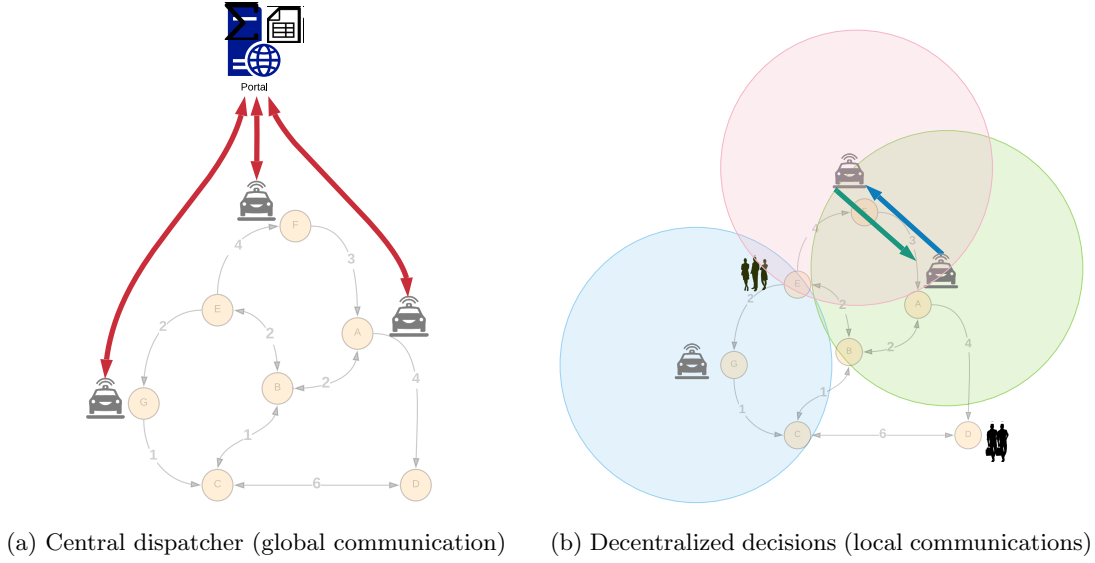 Σ
Portal
F
4
3
E
2
2
A
B
2
4
G
1
1
C
6
D
F
4
3
E
2
2
A
B
2
4
G
1
1
C
6
D
(a) Central dispatcher (global communication)
(b) Decentralized decisions (local communications)